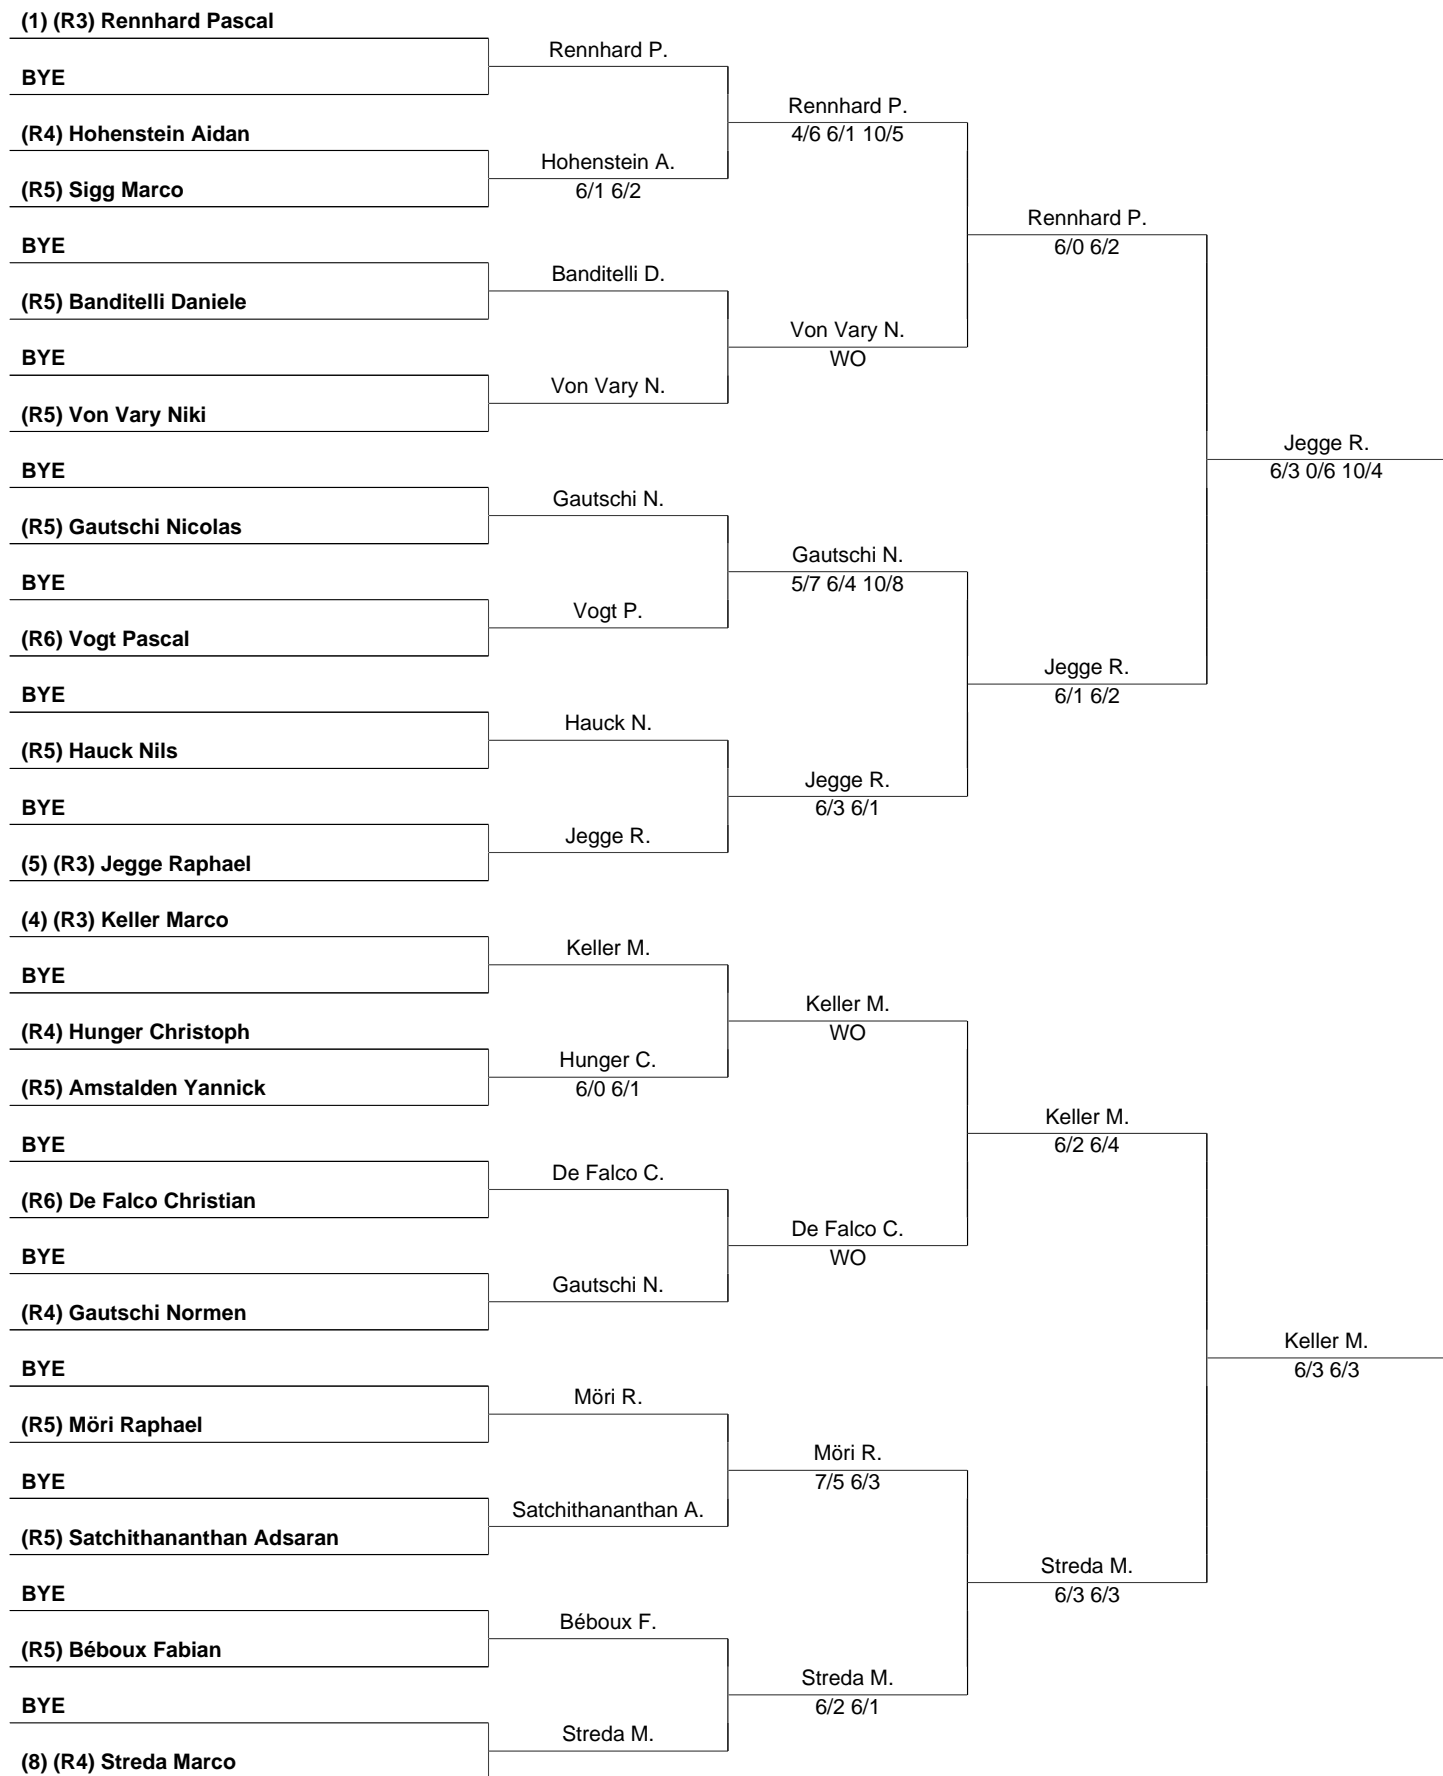 (1) (R3) Rennhard Pascal
BYE
(R4) Hohenstein Aidan
(R5) Sigg Marco
BYE
(R5) Banditelli Daniele
BYE
(R5) Von Vary Niki
BYE
(R5) Gautschi Nicolas
BYE
(R6) Vogt Pascal
BYE
(R5) Hauck Nils
BYE
(5) (R3) Jegge Raphael
(4) (R3) Keller Marco
BYE
(R4) Hunger Christoph
(R5) Amstalden Yannick
BYE
(R6) De Falco Christian
BYE
(R4) Gautschi Normen
BYE
(R5) Möri Raphael
BYE
(R5) Satchithananthan Adsaran
BYE
(R5) Béboux Fabian
BYE
(8) (R4) Streda Marco
Rennhard P.
Hohenstein A.
6/1 6/2
Banditelli D.
Von Vary N.
Gautschi N.
Vogt P.
Hauck N.
Jegge R.
Keller M.
Hunger C.
6/0 6/1
De Falco C.
Gautschi N.
Möri R.
Satchithananthan A.
Béboux F.
Streda M.
Rennhard P.
4/6 6/1 10/5
Von Vary N.
WO
Gautschi N.
5/7 6/4 10/8
Jegge R.
6/3 6/1
Keller M.
WO
De Falco C.
WO
Möri R.
7/5 6/3
Streda M.
6/2 6/1
Rennhard P.
6/0 6/2
Jegge R.
6/1 6/2
Keller M.
6/2 6/4
Streda M.
6/3 6/3
Jegge R.
6/3 0/6 10/4
Keller M.
6/3 6/3